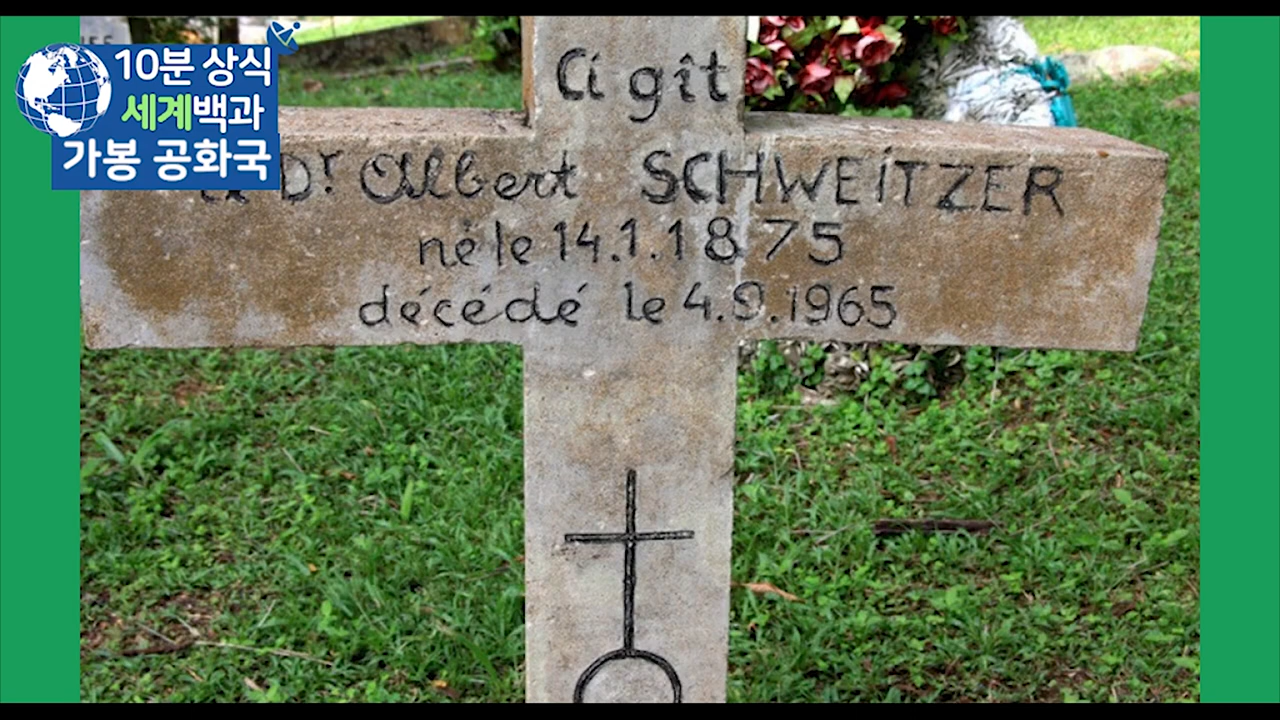 10분 상식
세계백과
가봉 공화국
Ci gît
Dr Albert SCHWEITZER
né le 14.1.1875
décédé le 4.9.1965